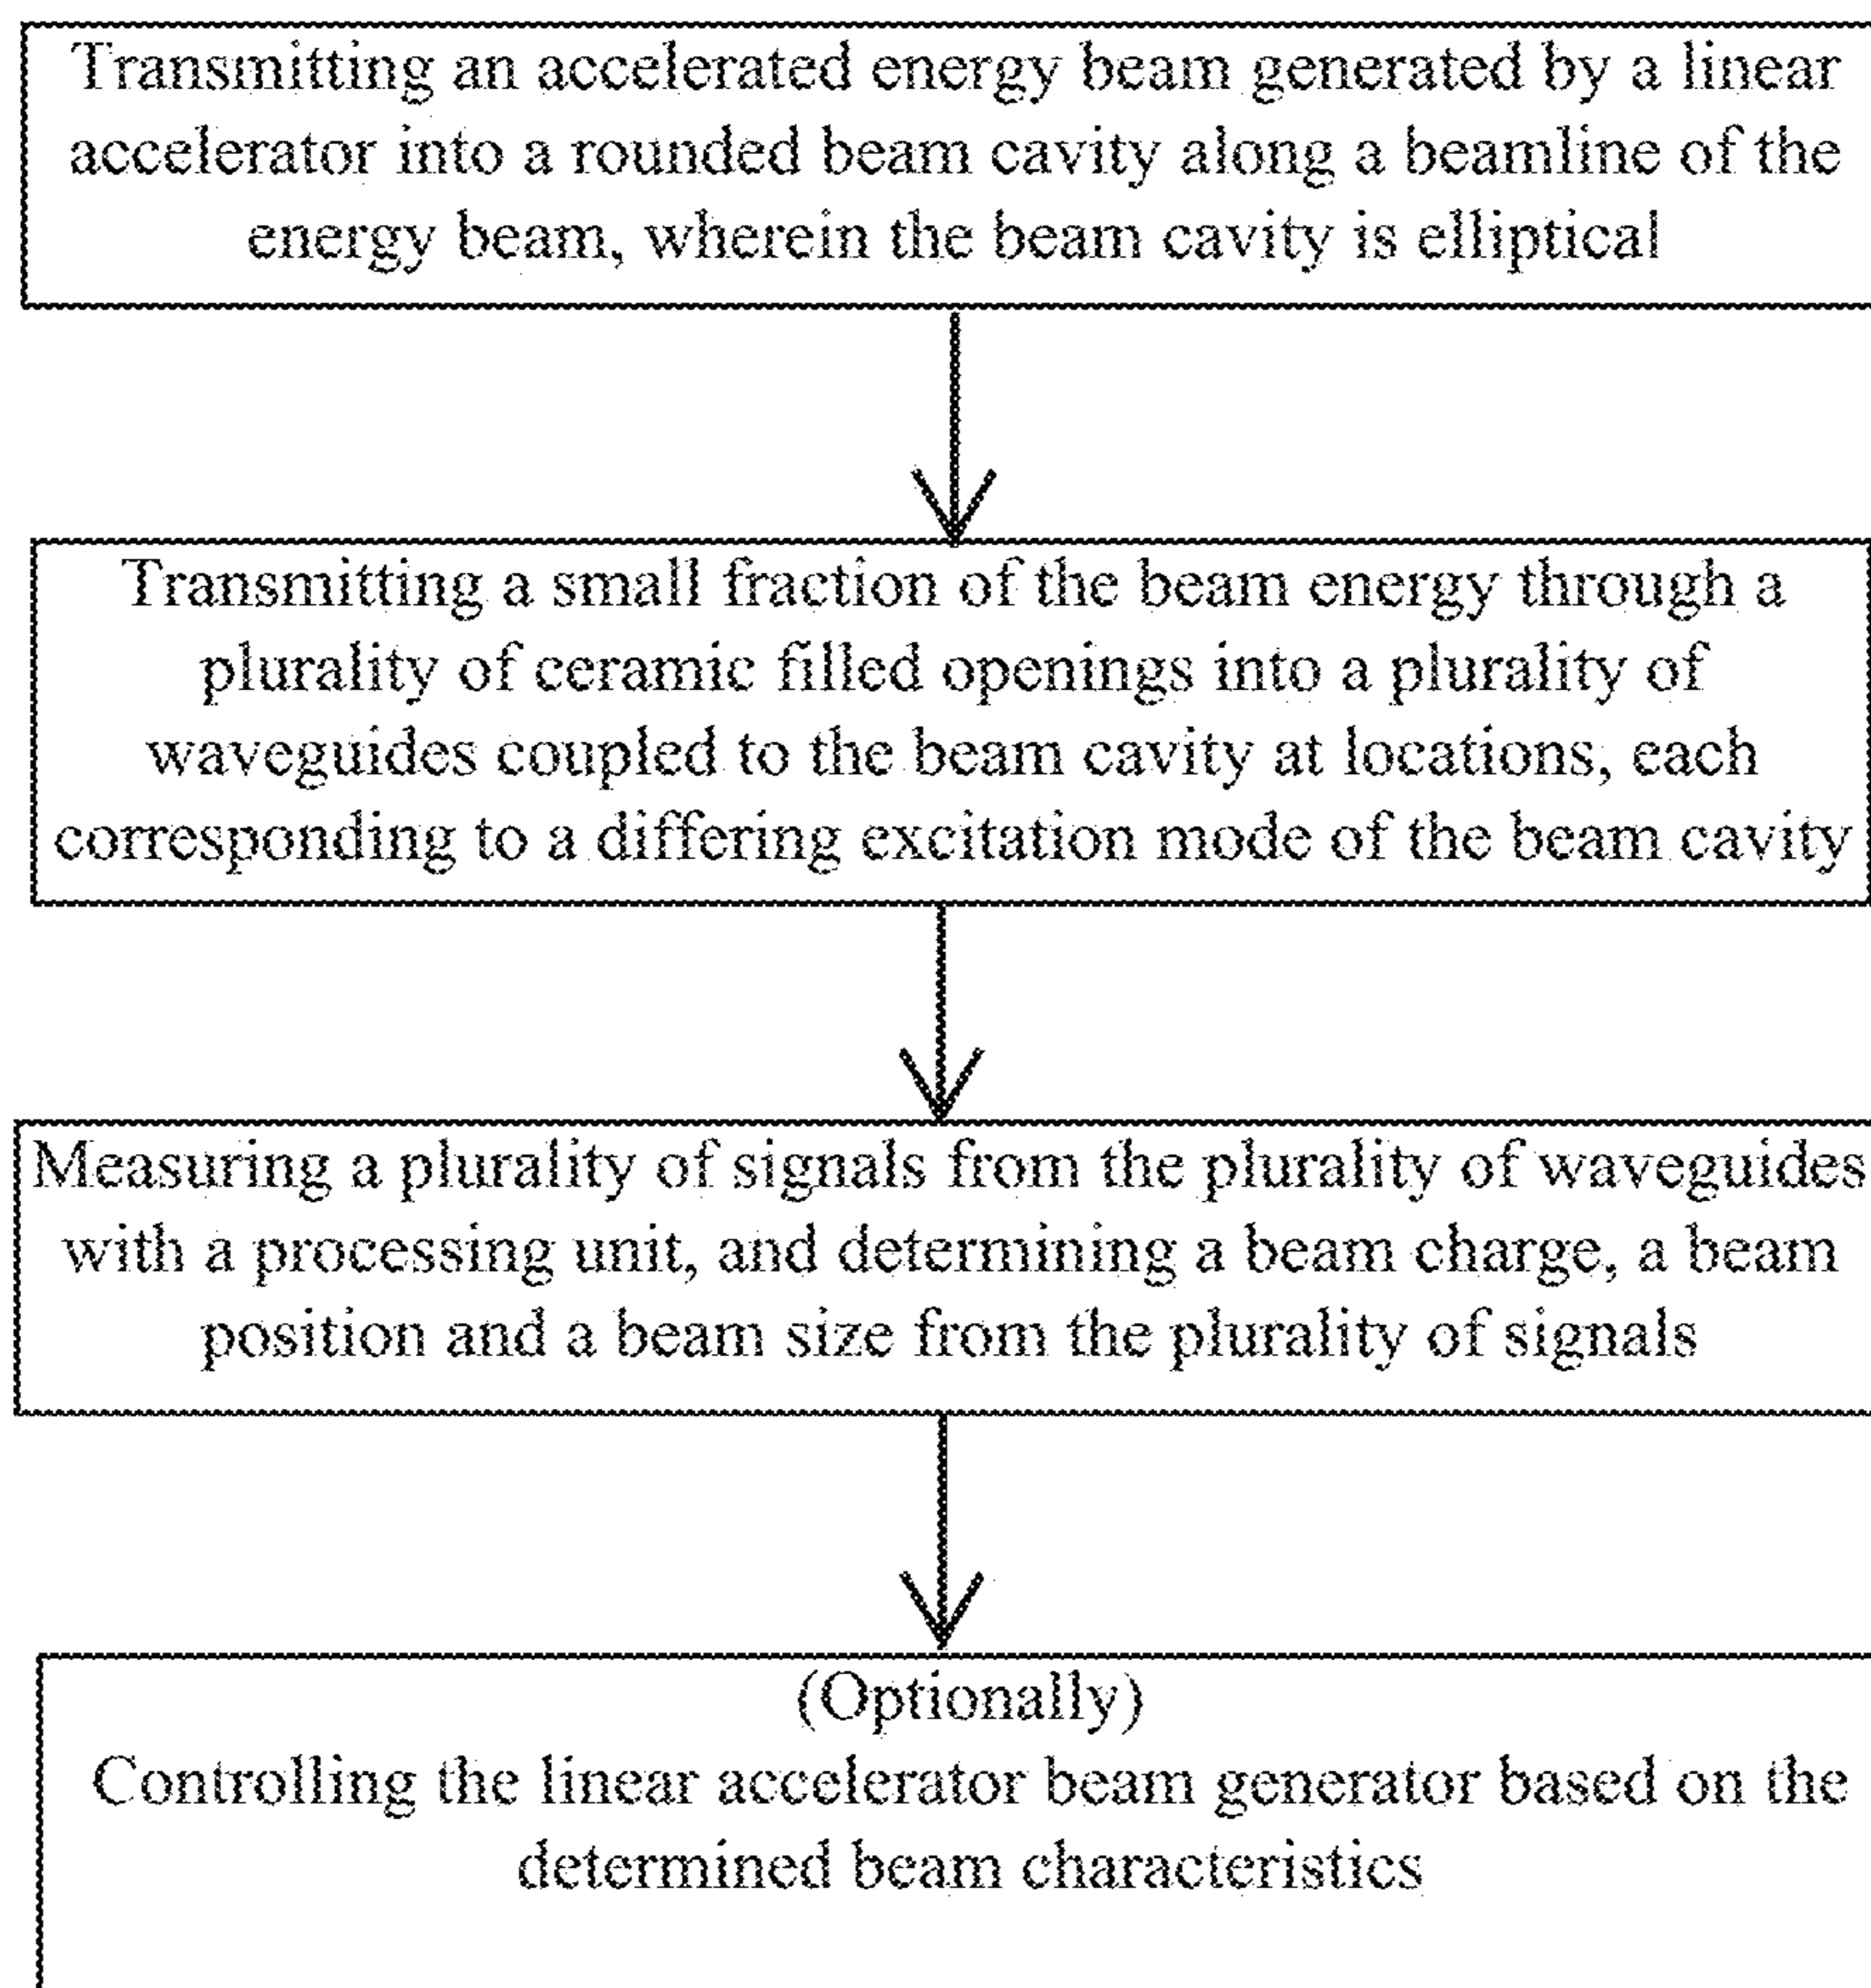 Transmitting an accelerated energy beam generated by a linear
accelerator into a rounded beam cavity along a beamline of the
energy beam, wherein the beam cavity is elliptical
Transmitting a small fraction of the beam energy through a
plurality of ceramic filled openings into a plurality of
waveguides coupled to the beam cavity at locations, each
corresponding to a differing excitation mode of the beam cavity
Measuring a plurality of signals from the plurality of waveguides
with a processing unit, and determining a beam charge, a beam
position and a beam size from the plurality of signals
(Optionally)
Controlling the linear accelerator beam generator based on the
determined beam characteristics